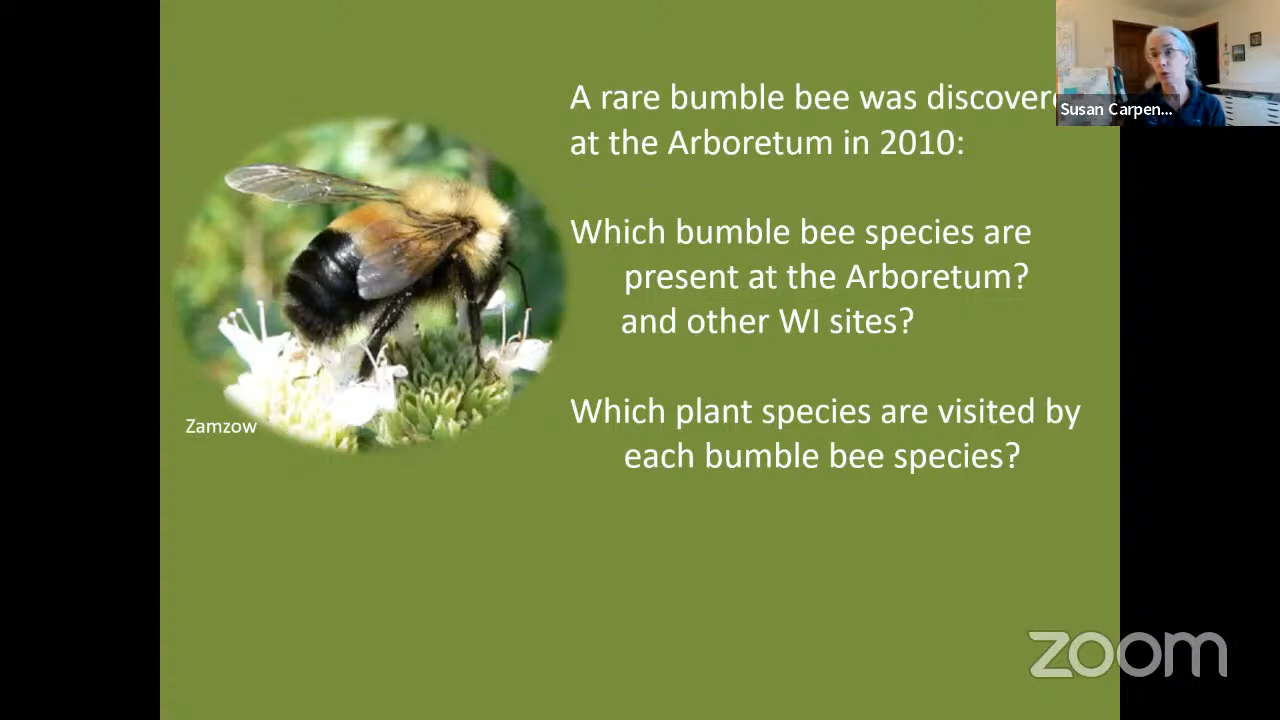 A rare bumble bee was discover
at the Arboretum in 2010:
Which bumble bee species are
present at the Arboretum?
and other WI sites?
Which plant species are visited by
each bumble bee species?
Zamzow
Susan Carpen...
zoom